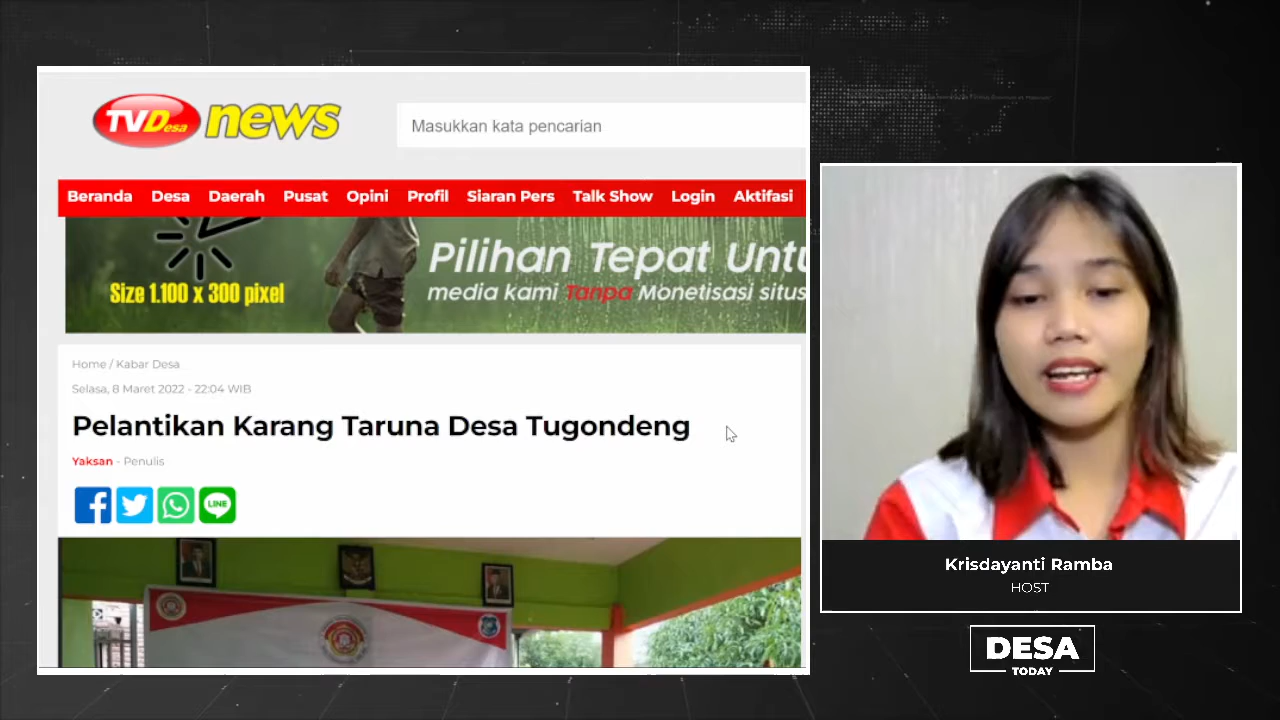 TVDesa news
Masukkan kata pencarian
Beranda Desa Daerah Pusat Opini Profil Siaran Pers Talk Show Login Aktifasi
Size 1.100 x 300 pixel
Pilihan Tepat Untu
media kami Tanpa Monetisasi situs
Home / Kabar Desa
Selasa, 8 Maret 2022 - 22:04 WIB
Pelantikan Karang Taruna Desa Tugondeng
Yaksan - Penulis
LINE
Krisdayanti Ramba
HOST
DESA
TODAY